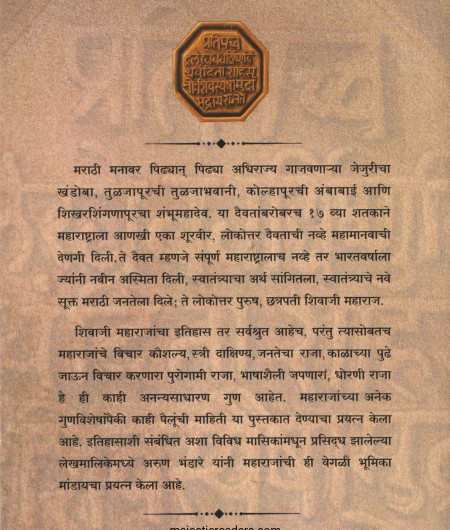 प्रतिपच्चं
मराठी मनावर पिढ्यान् पिढ्या अधिराज्य गाजवणाऱ्या जेजुरीचा
खंडोबा, तुळजापूरची तुळजाभवानी, कोल्हापूरची अंबाबाई आणि
शिखरशिंगणापूरचा शंभूमहादेव, या दैवतांबरोबरच १७ व्या शतकाने
महाराष्ट्राला आणखी एका शूरवीर, लोकोत्तर दैवताची नव्हे महामानवाची
देणगी दिली. ते दैवत म्हणजे संपूर्ण महाराष्ट्रालाच नव्हे तर भारतवर्षाला
ज्यांनी नवीन अस्मिता दिली, स्वातंत्र्याचा अर्थ सांगितला, स्वातंत्र्याचे नवे
सूक्त मराठी जनतेला दिले; ते लोकोत्तर पुरुष, छत्रपती शिवाजी महाराज.
शिवाजी महाराजांचा इतिहास तर सर्वश्रुत आहेच, परंतु त्यासोबतच
महाराजांचे विचार कौशल्य, स्त्री दाक्षिण्य, जनतेचा राजा, काळाच्या पुढे
जाऊन विचार करणारा पुरोगामी राजा, भाषाशैली जपणारां, धोरणी राजा
हे ही काही अनन्यसाधारण गुण आहेत. महाराजांच्या अनेक
गुणविशेषांपैकी काही पैलूंची माहिती या पुस्तकात देण्याचा प्रयत्न केला
आहे. इतिहासाशी संबंधित अशा विविध मासिकांमधून प्रसिद्ध झालेल्या
लेखमालिकेमध्ये अरुण भंडारे यांनी महाराजांची ही वेगळी भूमिका
मांडायचा प्रयत्न केला आहे.